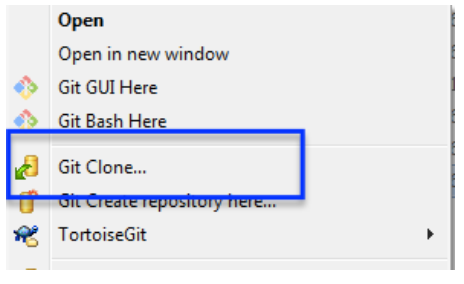 Open
Open in new window
Git GUI Here
Git Bash Here
Git Clone...
Git Create repository here...
TortoiseGit